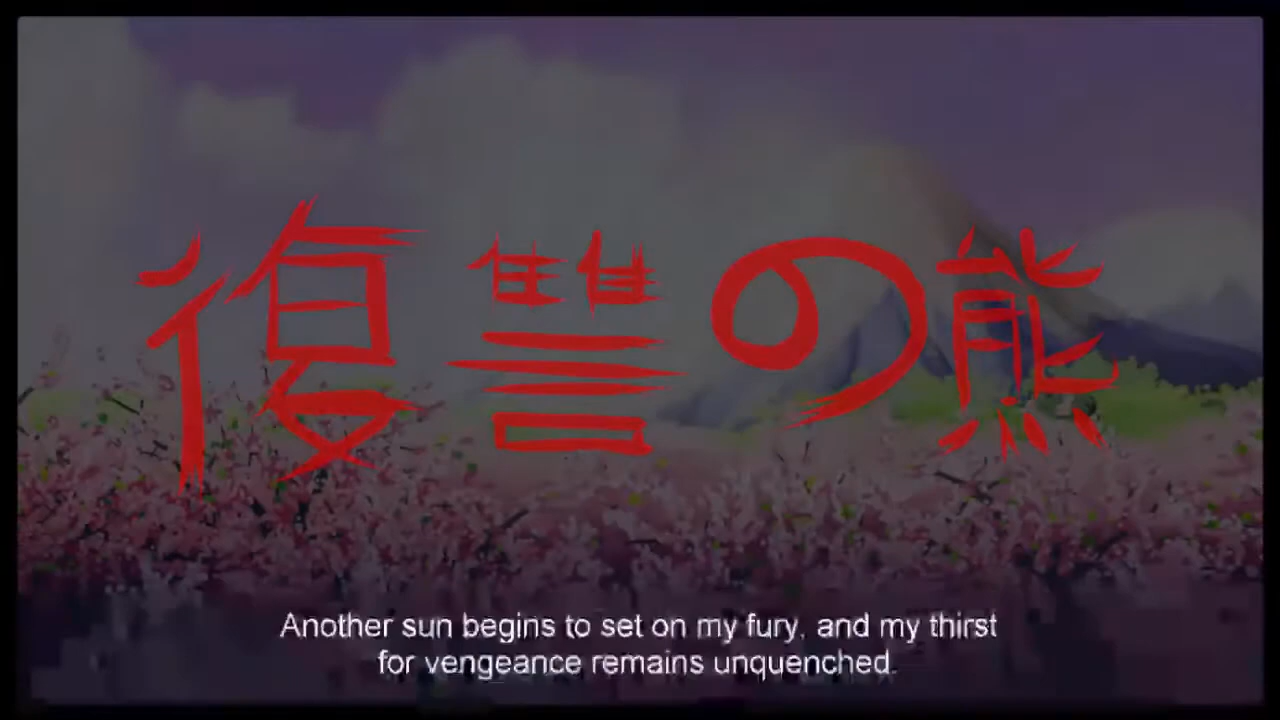 復讐の熊
Another sun begins to set on my fury, and my thirst
for vengeance remains unquenched.